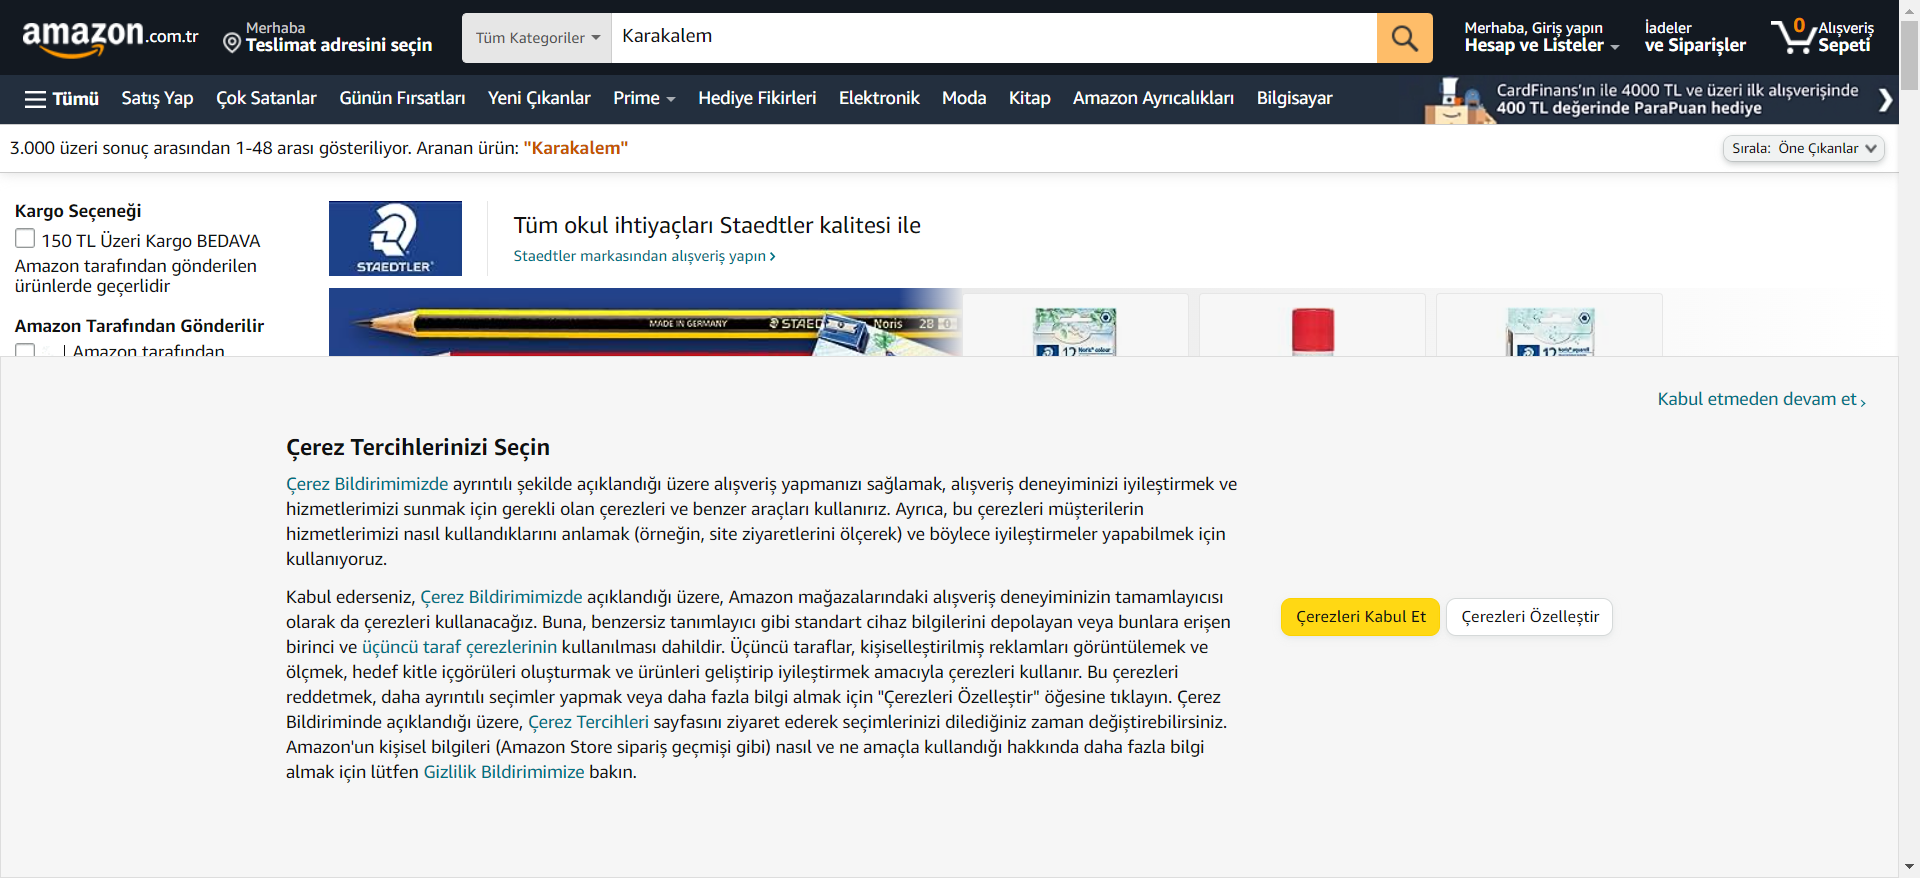 amazon.com.tr
Merhaba
Teslimat adresini seçin
Tüm Kategoriler
Karakalem
Merhaba, Giriş yapın
Hesap ve Listeler
İadeler
ve Siparişler
0
Alışveriş
Sepeti
Tümü
Satış Yap
Çok Satanlar
Günün Fırsatları
Yeni Çıkanlar
Prime
Hediye Fikirleri
Elektronik
Moda
Kitap
Amazon Ayrıcalıkları
Bilgisayar
CardFinans'ın ile 4000 TL ve üzeri ilk alışverişinde
400 TL değerinde ParaPuan hediye
3.000 üzeri sonuç arasından 1-48 arası gösteriliyor. Aranan ürün: "Karakalem"
Sırala: Öne Çıkanlar
Kargo Seçeneği
150 TL Üzeri Kargo BEDAVA
Amazon tarafından gönderilen
ürünlerde geçerlidir
Amazon Tarafından Gönderilir
Amazon tarafından
STAEDTLER
Tüm okul ihtiyaçları Staedtler kalitesi ile
Staedtler markasından alışveriş yapın ›
MADE IN GERMANY
STAED
Noris 2B
12 Noris colour
12 Noris aquarell
Kabul etmeden devam et ›
Çerez Tercihlerinizi Seçin
Çerez Bildirimimizde ayrıntılı şekilde açıklandığı üzere alışveriş yapmanızı sağlamak, alışveriş deneyiminizi iyileştirmek ve
hizmetlerimizi sunmak için gerekli olan çerezleri ve benzer araçları kullanırız. Ayrıca, bu çerezleri müşterilerin
hizmetlerimizi nasıl kullandıklarını anlamak (örneğin, site ziyaretlerini ölçerek) ve böylece iyileştirmeler yapabilmek için
kullanıyoruz.
Kabul ederseniz, Çerez Bildirimimizde açıklandığı üzere, Amazon mağazalarındaki alışveriş deneyiminizin tamamlayıcısı
olarak da çerezleri kullanacağız. Buna, benzersiz tanımlayıcı gibi standart cihaz bilgilerini depolayan veya bunlara erişen
birinci ve üçüncü taraf çerezlerinin kullanılması dahildir. Üçüncü taraflar, kişiselleştirilmiş reklamları görüntülemek ve
ölçmek, hedef kitle içgörüleri oluşturmak ve ürünleri geliştirip iyileştirmek amacıyla çerezleri kullanır. Bu çerezleri
reddetmek, daha ayrıntılı seçimler yapmak veya daha fazla bilgi almak için "Çerezleri Özelleştir" öğesine tıklayın. Çerez
Bildiriminde açıklandığı üzere, Çerez Tercihleri sayfasını ziyaret ederek seçimlerinizi dilediğiniz zaman değiştirebilirsiniz.
Amazon'un kişisel bilgileri (Amazon Store sipariş geçmişi gibi) nasıl ve ne amaçla kullandığı hakkında daha fazla bilgi
almak için lütfen Gizlilik Bildirimimize bakın.
Çerezleri Kabul Et
Çerezleri Özelleştir